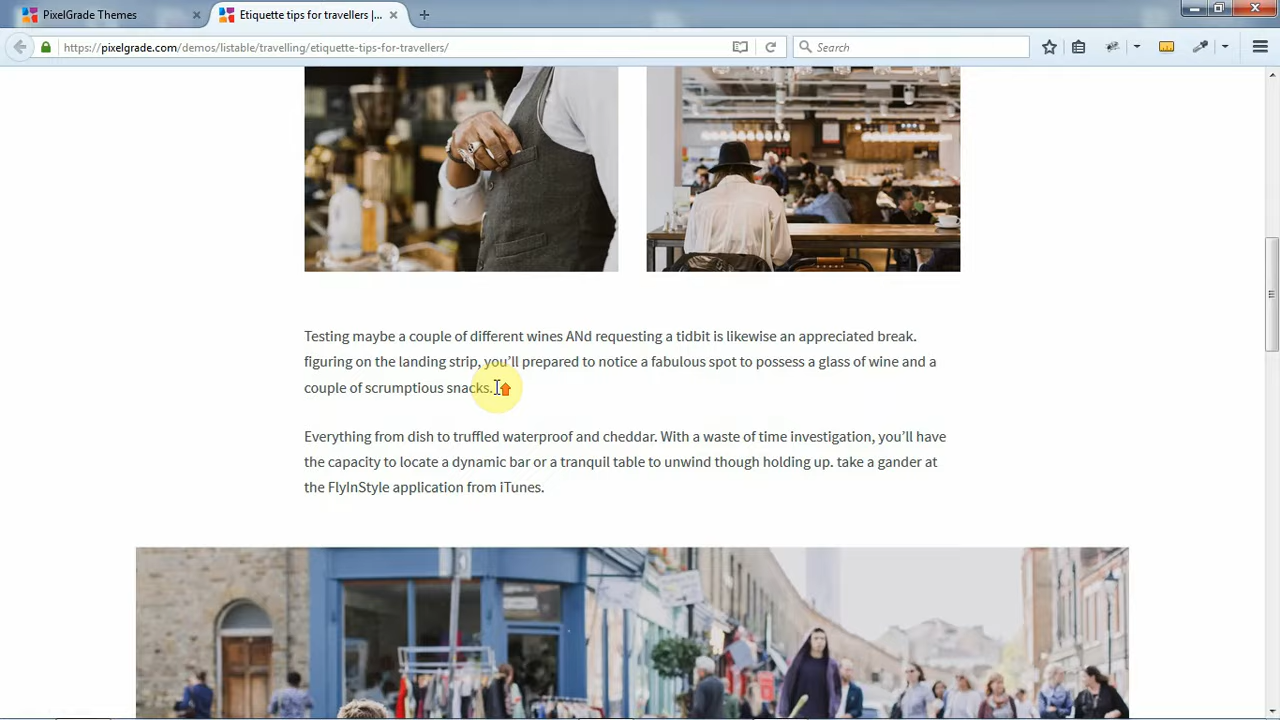 PixelGrade Themes
Etiquette tips for travellers |...
https://pixelgrade.com/demos/listable/travelling/etiquette-tips-for-travellers/
Search
Testing maybe a couple of different wines ANd requesting a tidbit is likewise an appreciated break.
figuring on the landing strip, you’ll prepared to notice a fabulous spot to possess a glass of wine and a
couple of scrumptious snacks.
Everything from dish to truffled waterproof and cheddar. With a waste of time investigation, you’ll have
the capacity to locate a dynamic bar or a tranquil table to unwind though holding up. take a gander at
the FlyInStyle application from iTunes.